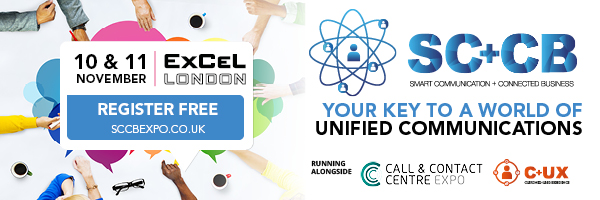 10 & 11
NOVEMBER
ExCeL
LONDON
REGISTER FREE
SCCBEXPO.CO.UK
SC+CB
SMART COMMUNICATION + CONNECTED BUSINESS
YOUR KEY TO A WORLD OF
UNIFIED COMMUNICATIONS
RUNNING
ALONGSIDE
CALL & CONTACT
CENTRE EXPO
C+UX